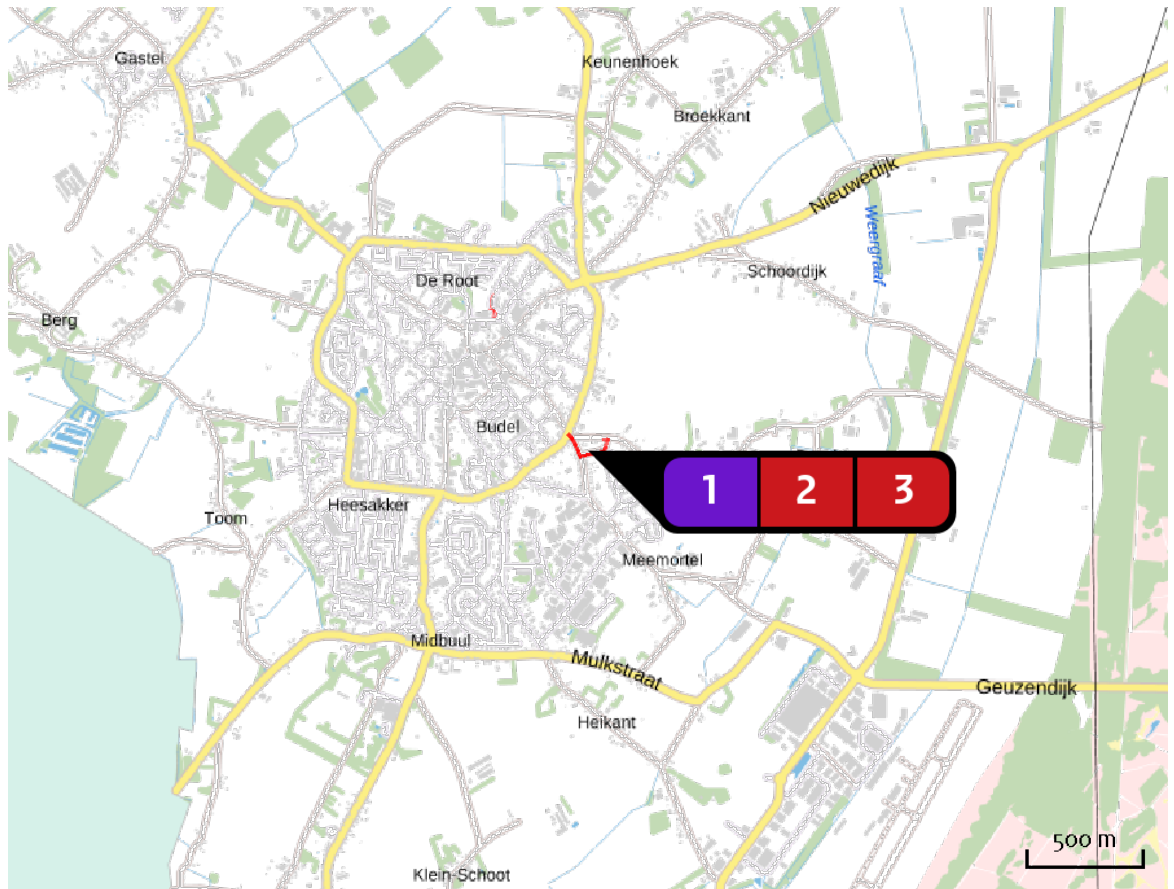 Gastel
Keunenhoek
Broekkant
Nieuwedijk
Weergraaf
De Root
Schoordijk
Berg
Budel
1 2 3
Heesakker
Toom
Meemortel
Midbuul
Mulkstraat
Geuzendijk
Heikant
500 m
Klein-Schoot